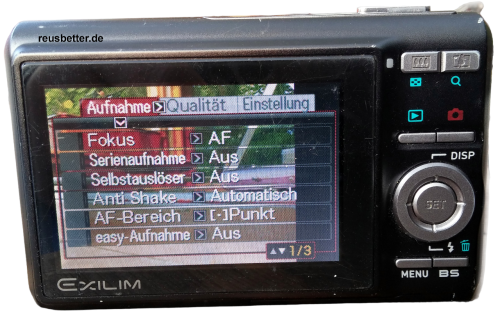 reusbetter.de
Aufnahme Qualität Einstellung
Fokus AF
Serienaufnahme Aus
Selbstauslöser Aus
Anti Shake Automatisch
AF-Bereich [-]Punkt
easy-Aufnahme Aus
▲▼1/3
DISP
SET
MENU BS
EXILIM